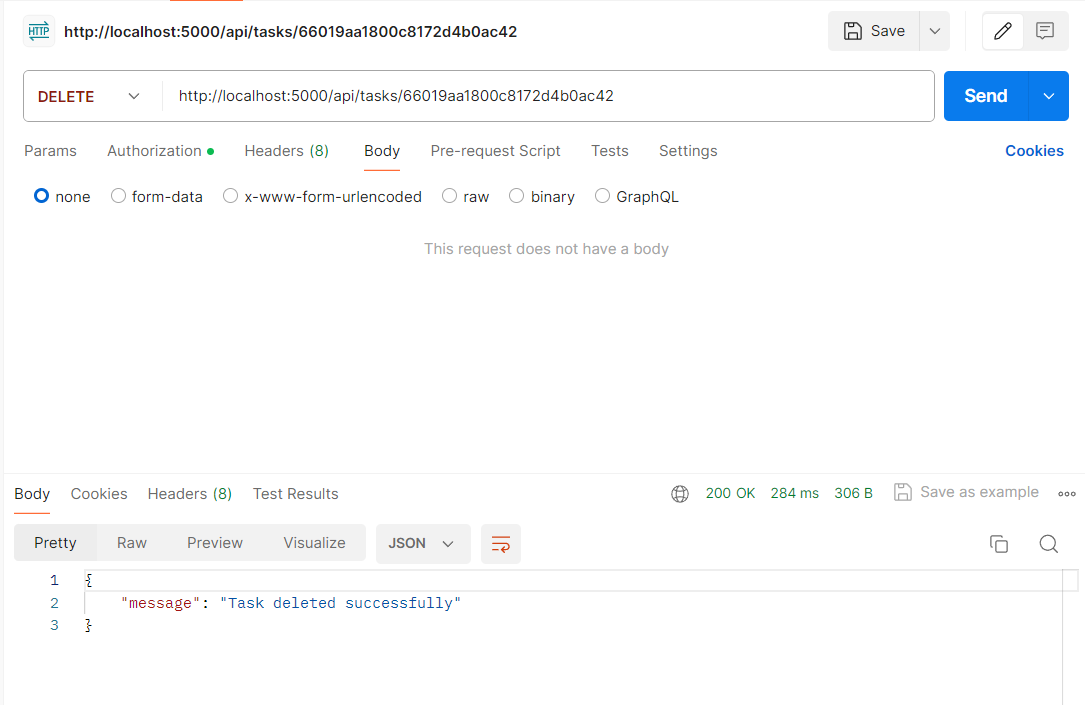 HTTP http://localhost:5000/api/tasks/66019aa1800c8172d4b0ac42 Save
DELETE http://localhost:5000/api/tasks/66019aa1800c8172d4b0ac42 Send
Params Authorization Headers (8) Body Pre-request Script Tests Settings Cookies
none form-data x-www-form-urlencoded raw binary GraphQL
This request does not have a body
Body Cookies Headers (8) Test Results 200 OK 284 ms 306 B Save as example
Pretty Raw Preview Visualize JSON
1 {
2 "message": "Task deleted successfully"
3 }